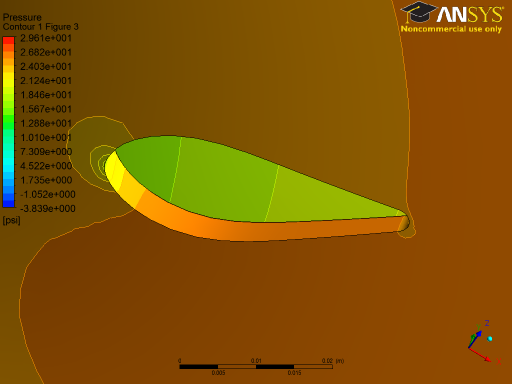 Pressure
Contour 1 Figure 3
2.961e+001
2.682e+001
2.403e+001
2.124e+001
1.846e+001
1.567e+001
1.288e+001
1.010e+001
7.309e+000
4.522e+000
1.735e+000
-1.052e+000
-3.839e+000
[psi]
ANSYS
Noncommercial use only
Z
0
0.005
0.01
0.015
0.02 (m)